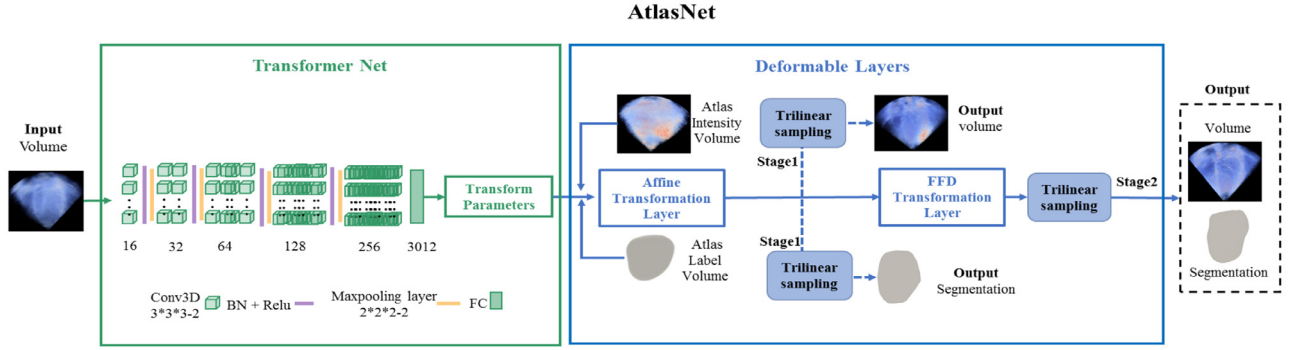 AtlasNet
Transformer Net
Deformable Layers
Input
Volume
16
32
64
128
256
3012
Conv3D
3*3*3-2
BN + Relu
Maxpooling layer
2*2*2-2
FC
Transform
Parameters
Atlas
Intensity
Volume
Affine
Transformation
Layer
Atlas
Label
Volume
Trilinear
sampling
Output
volume
Stage1
Stage1
Trilinear
sampling
Output
Segmentation
FFD
Transformation
Layer
Trilinear
sampling
Stage2
Output
Volume
Segmentation